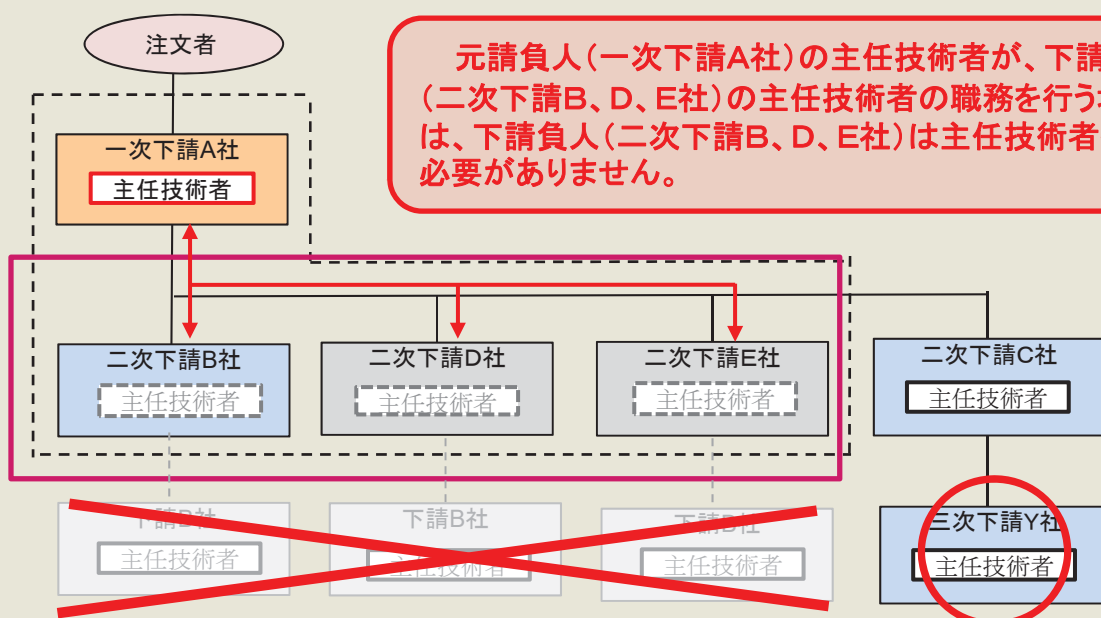 注文者
元請負人(一次下請A社)の主任技術者が、下請
(二次下請B、D、E社)の主任技術者の職務を行う
は、下請負人(二次下請B、D、E社)は主任技術者
必要がありません。
一次下請A社
主任技術者
二次下請B社
主任技術者
二次下請D社
主任技術者
二次下請E社
主任技術者
二次下請C社
主任技術者
下請B社
主任技術者
下請B社
主任技術者
下請B社
主任技術者
三次下請Y社
主任技術者